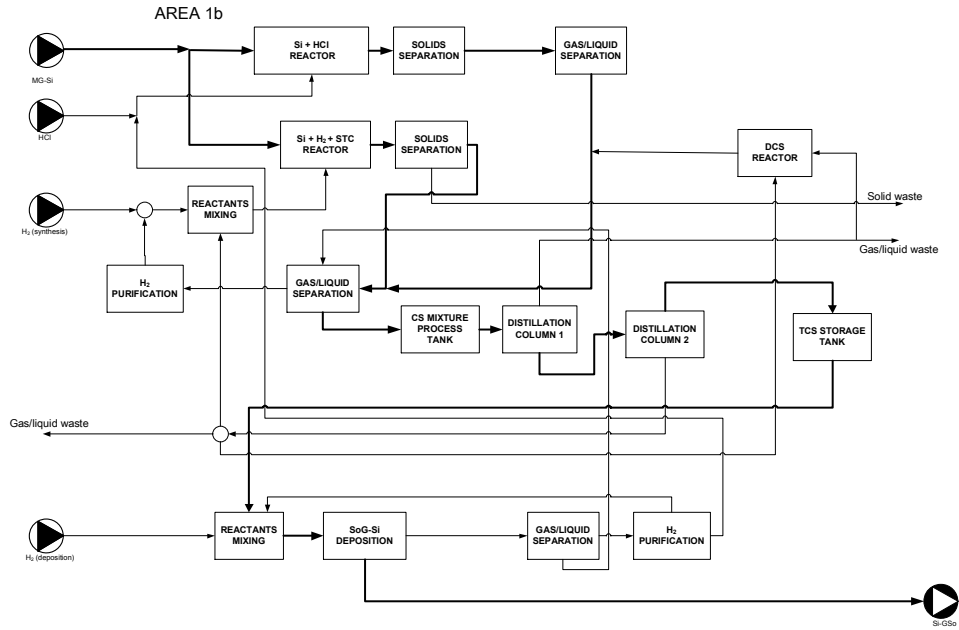 AREA 1b
Si + HCl
REACTOR
SOLIDS
SEPARATION
GAS/LIQUID
SEPARATION
MG-Si
HCl
Si + H₂ + STC
REACTOR
SOLIDS
SEPARATION
DCS
REACTOR
Solid waste
REACTANTS
MIXING
H₂ (synthesis)
Gas/liquid waste
H₂
PURIFICATION
GAS/LIQUID
SEPARATION
CS MIXTURE
PROCESS
TANK
DISTILLATION
COLUMN 1
DISTILLATION
COLUMN 2
TCS STORAGE
TANK
Gas/liquid waste
REACTANTS
MIXING
SoG-Si
DEPOSITION
GAS/LIQUID
SEPARATION
H₂
PURIFICATION
H₂ (deposition)
Si-GSo